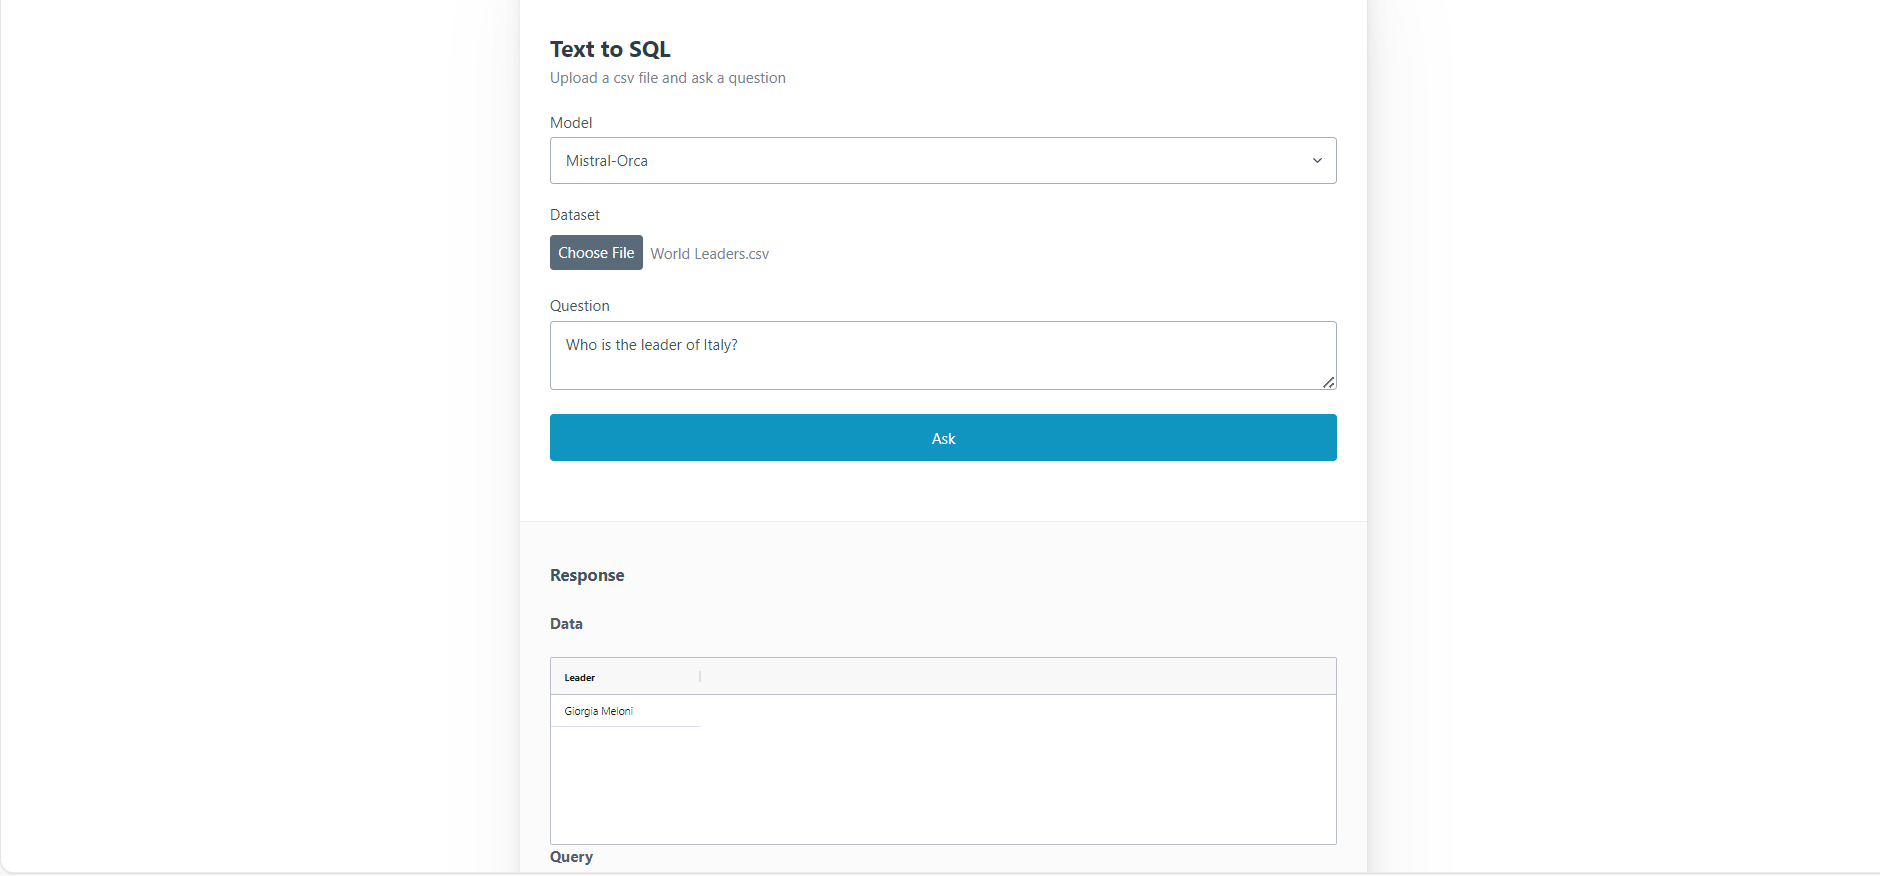 Text to SQL
Upload a csv file and ask a question
Model
Mistral-Orca
Dataset
Choose File World Leaders.csv
Question
Who is the leader of Italy?
Ask
Response
Data
Leader
Giorgia Meloni
Query